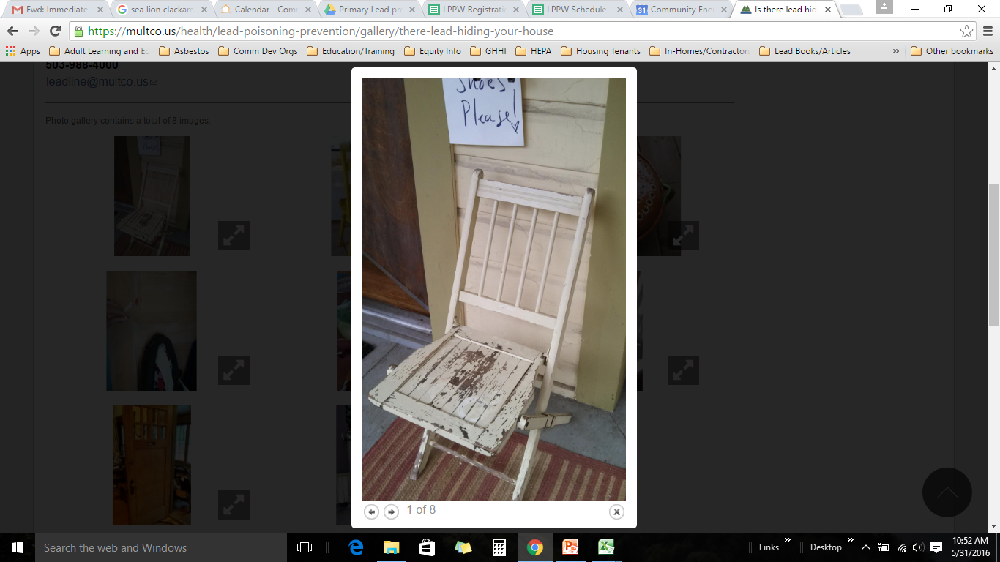 Fwd: Immediate
sea lion clackam
Calendar - Com
Primary Lead pr
LPPW Registrati
LPPW Schedule
Community Ene
Is there lead hid
https://multco.us/health/lead-poisoning-prevention/gallery/there-lead-hiding-your-house
Apps
Adult Learning and Ed
Asbestos
Comm Dev Orgs
Education/Training
Equity Info
GHHI
HEPA
Housing Tenants
In-Homes/Contractors
Lead Books/Articles
»
Other bookmarks
503-988-4000
leadline@multco.us
Photo gallery contains a total of 8 images.
Shoes
Please!
1 of 8
Search the web and Windows
Links
Desktop
10:52 AM
5/31/2016